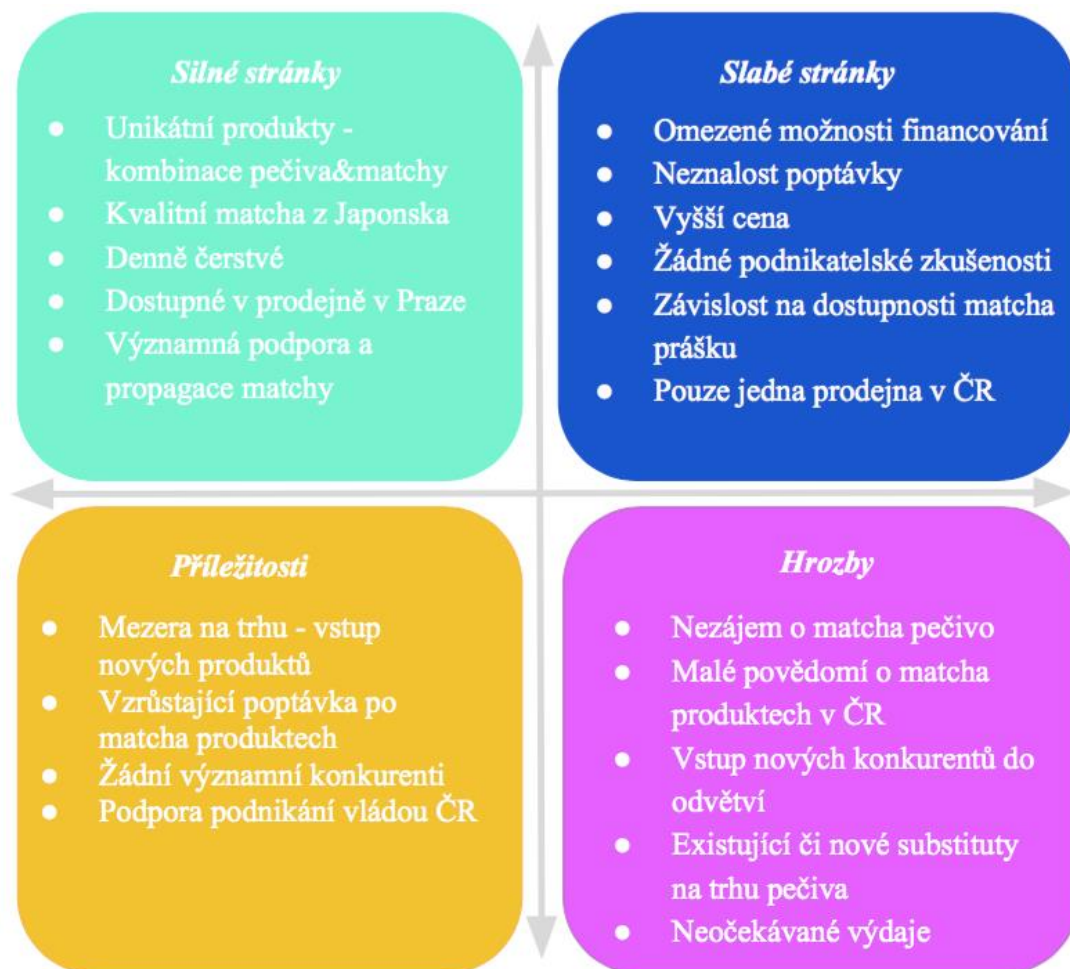 Silné stránky
● Unikátní produkty -
kombinace pečiva&matchy
● Kvalitní matcha z Japonska
● Denně čerstvé
● Dostupné v prodejně v Praze
● Významná podpora a
propagace matchy
Slabé stránky
● Omezené možnosti financování
● Neznalost poptávky
● Vyšší cena
● Žádné podnikatelské zkušenosti
● Závislost na dostupnosti matcha
prášku
● Pouze jedna prodejna v ČR
Příležitosti
● Mezera na trhu - vstup
nových produktů
● Vzrůstající poptávka po
matcha produktech
● Žádní významní konkurenti
● Podpora podnikání vládou ČR
Hrozby
● Nezájem o matcha pečivo
● Malé povědomí o matcha
produktech v ČR
● Vstup nových konkurentů do
odvětví
● Existující či nové substituty
na trhu pečiva
● Neočekávané výdaje